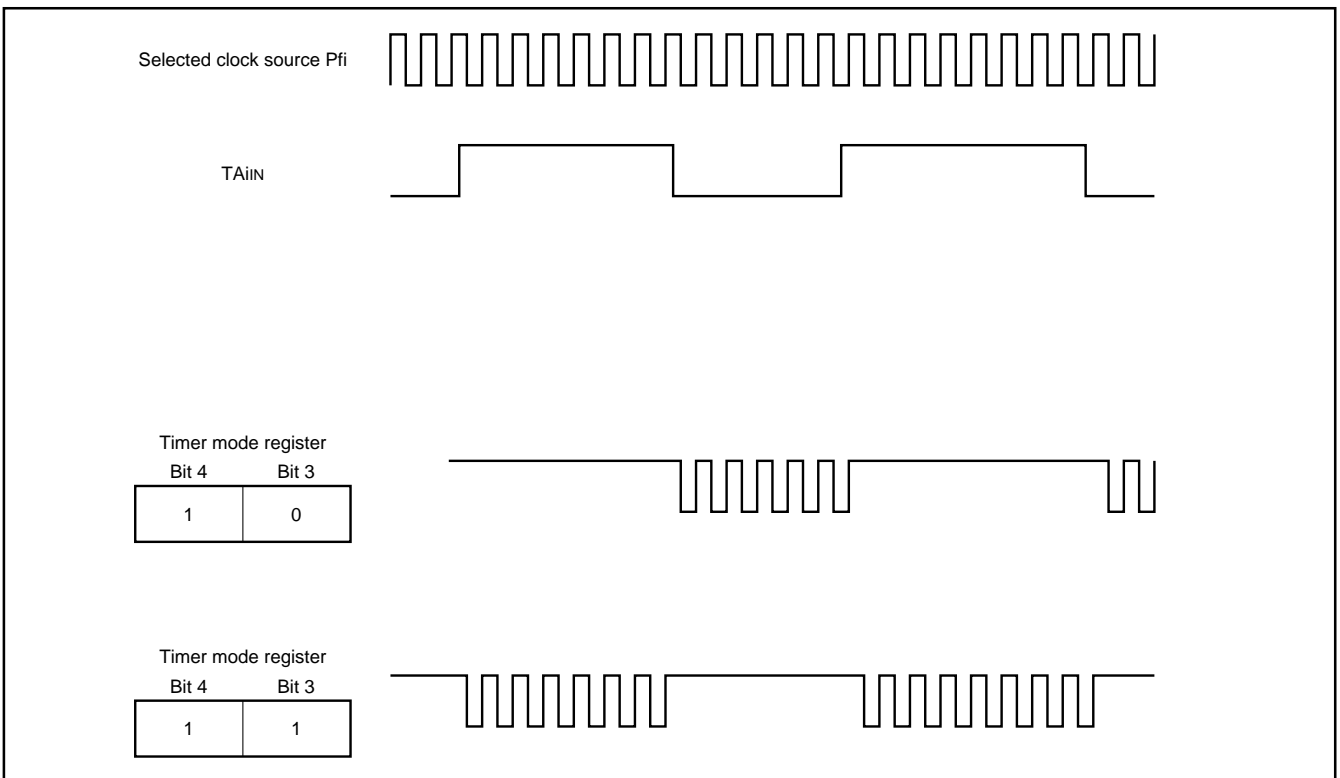 Selected clock source Pfi
TAiIN
Timer mode register
Bit 4 Bit 3
1 0
Timer mode register
Bit 4 Bit 3
1 1